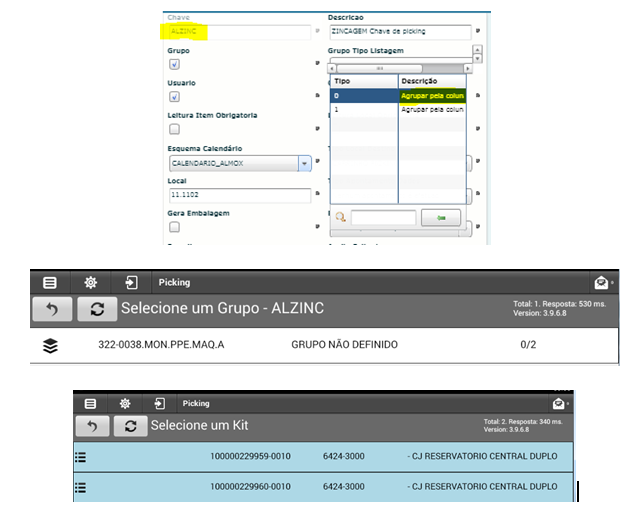 Chave Descricao
ALZINC ZINCAGEM Chave de picking
Grupo Grupo Tipo Listagem
Tipo Descrição
Usuario
0 Agrupar pela colun
1 Agrupar pela colun
Leitura Item Obrigatoria
Esquema Calendário
CALENDARIO_ALMOX
Local
11.1102
Gera Embalagem
Picking
Selecione um Grupo - ALZINC
Total: 1. Resposta: 530 ms.
Version: 3.9.6.8
322-0038.MON.PPE.MAQ.A GRUPO NÃO DEFINIDO 0/2
Picking
Selecione um Kit
Total: 2. Resposta: 340 ms.
Version: 3.9.6.8
100000229959-0010 6424-3000 - CJ RESERVATORIO CENTRAL DUPLO
100000229960-0010 6424-3000 - CJ RESERVATORIO CENTRAL DUPLO